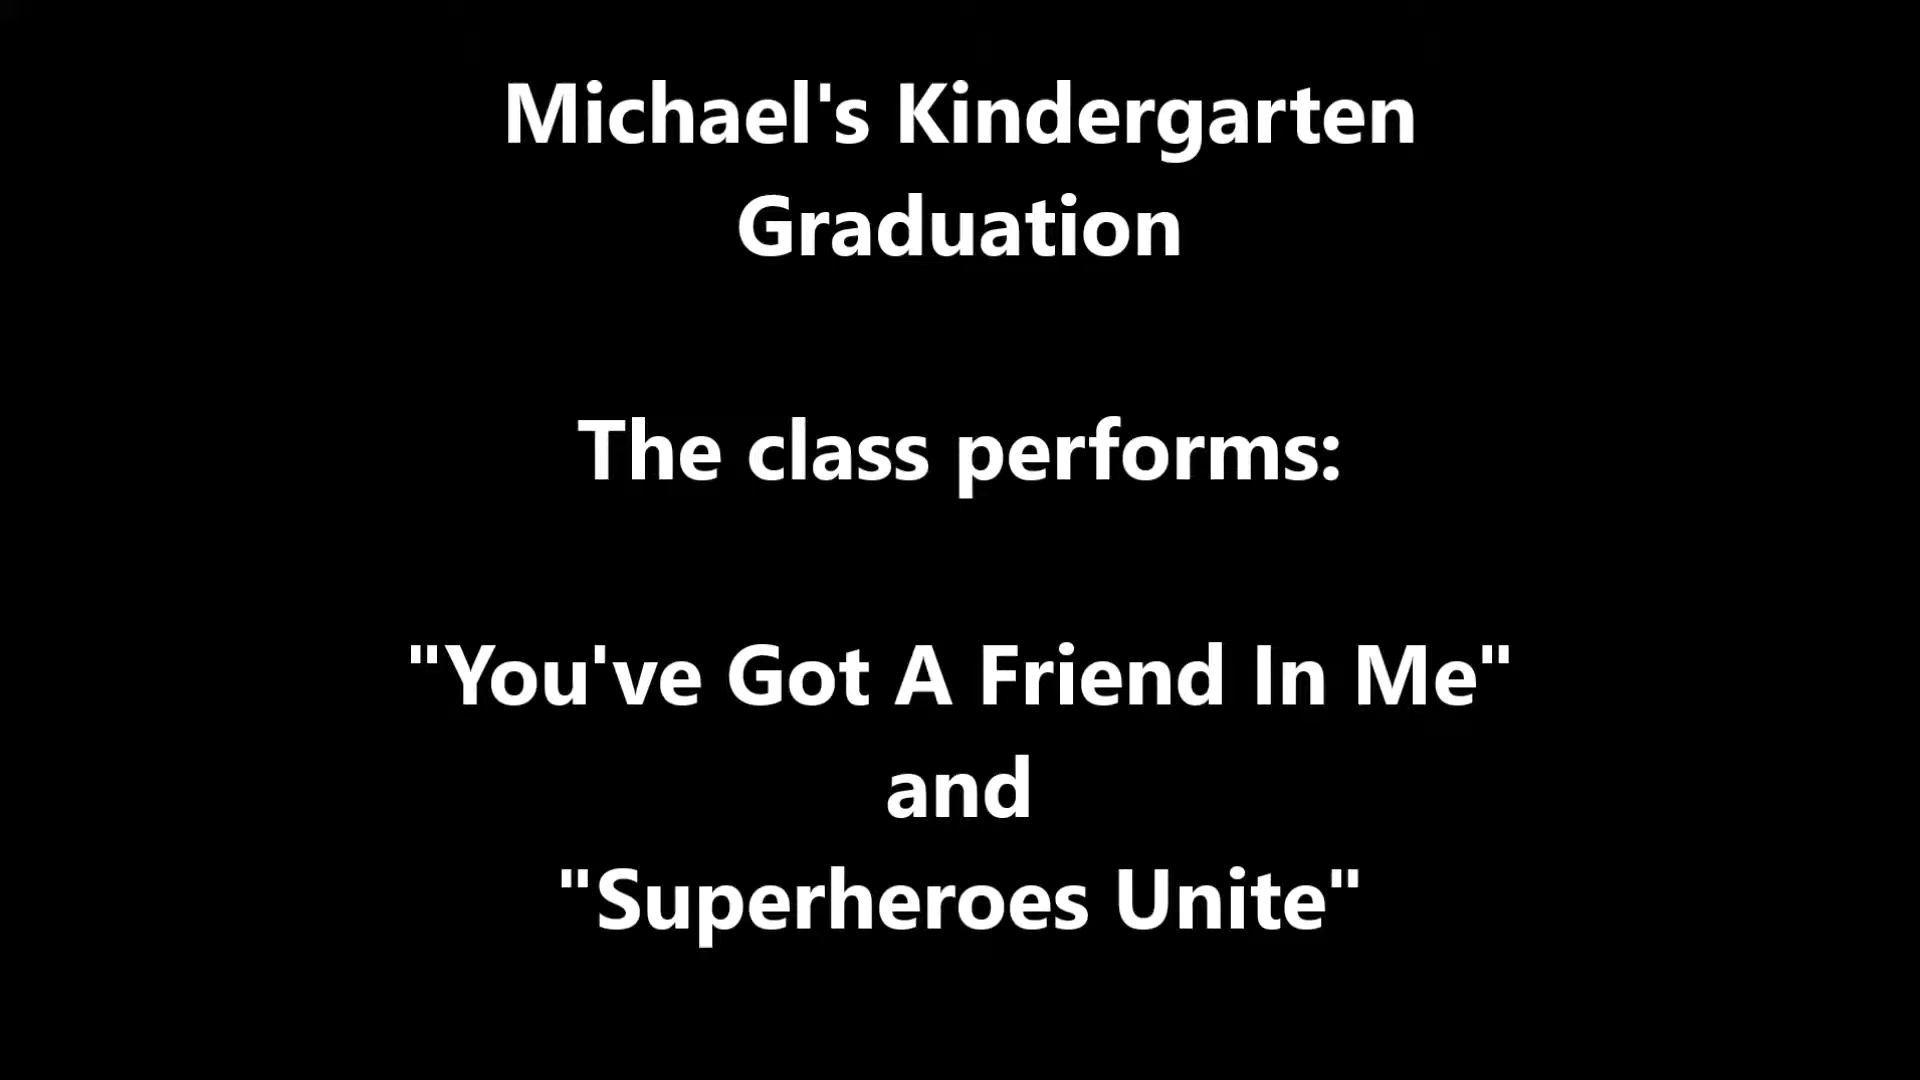 Michael's Kindergarten
Graduation
The class performs:
"You've Got A Friend In Me"
and
"Superheroes Unite"